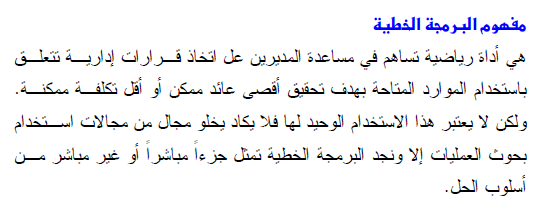 مفهوم البرمجة الخطية
هي أداة رياضية تساهم في مساعدة المديرين عل اتخاذ قرارات إدارية تتعلق
باستخدام الموارد المتاحة بهدف تحقيق أقصى عائد ممكن أو أقل تكلفة ممكنة.
ولكن لا يعتبر هذا الاستخدام الوحيد لها فلا يكاد يخلو مجال من مجالات استخدام
بحوث العمليات إلا ونجد البرمجة الخطية تمثل جزءاً مباشراً أو غير مباشر من
أسلوب الحل.